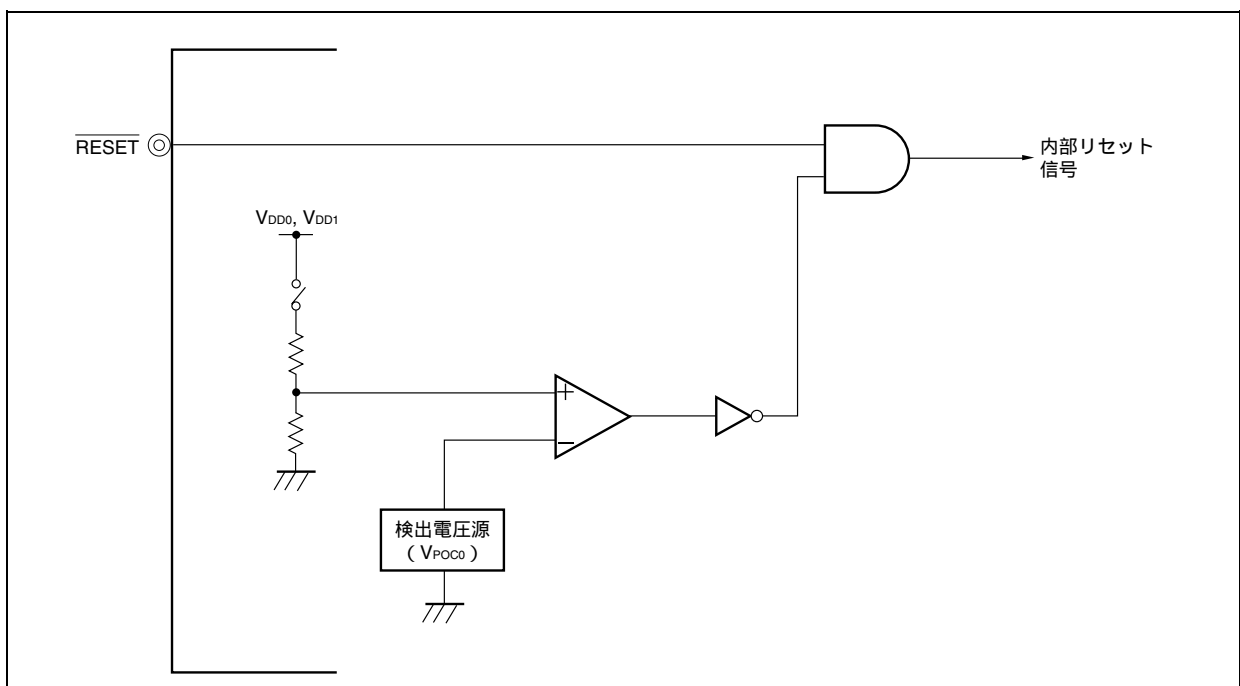 RESET
内部リセット
信号
VDD0, VDD1
+
−
検出電圧源
（VPOC0）